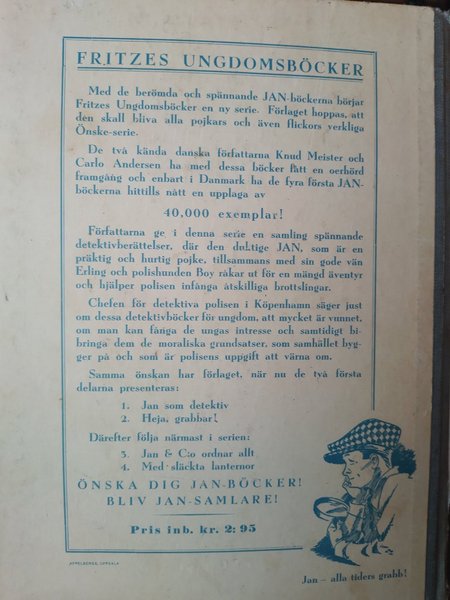 FRITZES UNGDOMSBÖCKER
Med de berömda och spännande JAN-böckerna börjar
Fritzes Ungdomsböcker en ny serie. Förlaget hoppas, att
den skall bliva alla pojkars och även flickors verkliga
Önske-serie.
De två kända danska författarna Knud Meister och
Carlo Andersen ha med dessa böcker fått en oerhörd
framgång och enbart i Danmark ha de fyra första JAN-
böckerna hittills nått en upplaga av
40,000 exemplar!
Författarna ge i denna serie en samling spännande
detektivberättelser, där den duktige JAN, som är en
präktig och hurtig pojke, tillsammans med sin gode vän
Erling och polishunden Boy råkar ut för en mängd äventyr
och hjälper polisen infånga åtskilliga brottslingar.
Chefen för detektiva polisen i Köpenhamn säger just
om dessa detektivböcker för ungdom, att mycket är vunnet,
om man kan fånga de ungas intresse och samtidigt bi-
bringa dem de moraliska grundsatser, som samhället byg-
ger på och som är polisens uppgift att värna om.
Samma önskan har förlaget, när nu de två första
delarna presenteras:
1. Jan som detektiv
2. Heja, grabbar!
Därefter följa närmast i serien:
3. Jan & C:o ordnar allt
4. Med släckta lanternor
ÖNSKA DIG JAN-BÖCKER!
BLIV JAN-SAMLARE!
Pris inb. kr. 2:95
APPELBERGS, UPPSALA
Jan – alla tiders grabb!